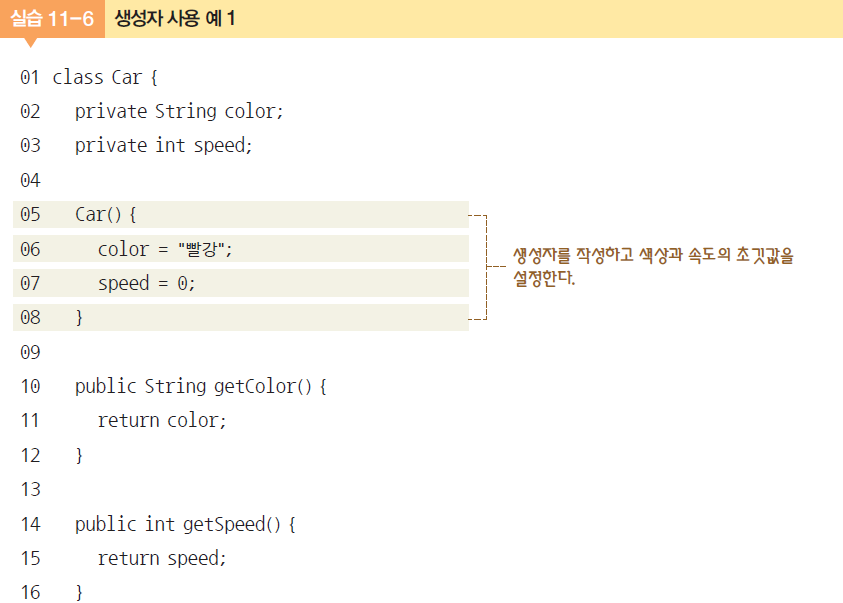 실습 11-6 생성자 사용 예 1
01 class Car {
02 private String color;
03 private int speed;
04
05 Car() {
06 color = "빨강";
07 speed = 0;
08 }
생성자를 작성하고 색상과 속도의 초깃값을
설정한다.
09
10 public String getColor() {
11 return color;
12 }
13
14 public int getSpeed() {
15 return speed;
16 }